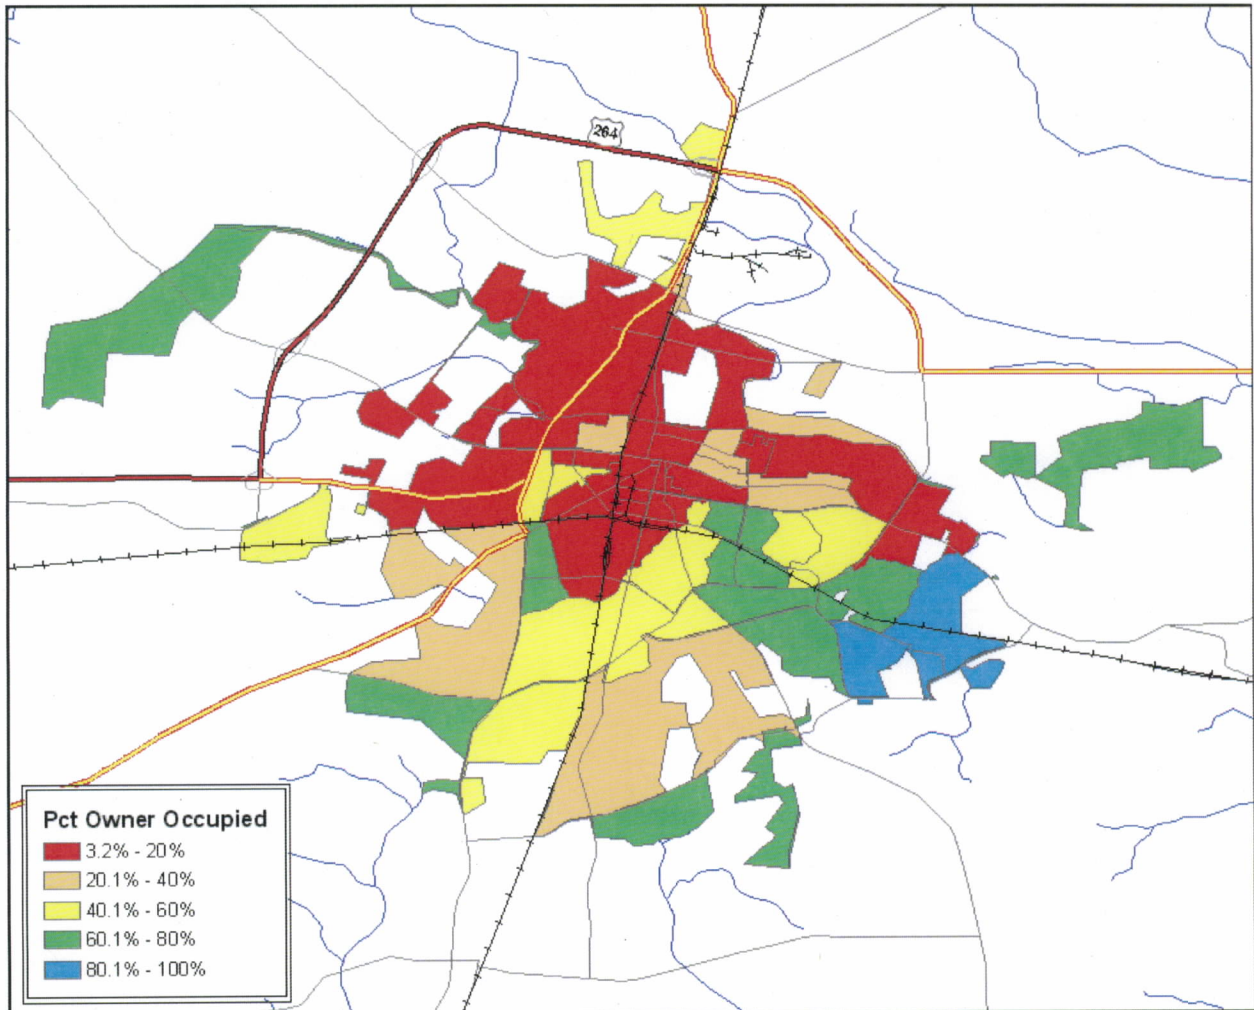 264
Pct Owner Occupied
3.2% - 20%
20.1% - 40%
40.1% - 60%
60.1% - 80%
80.1% - 100%